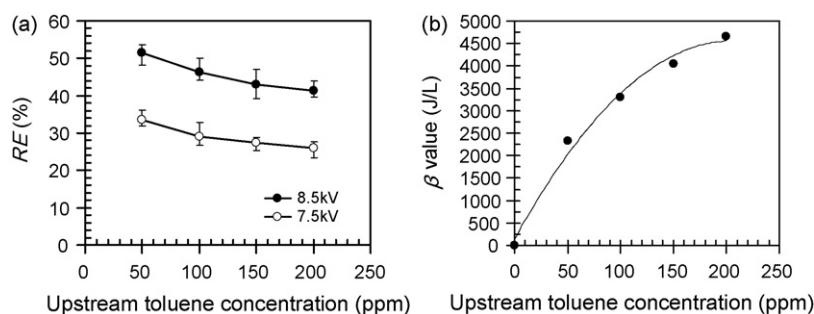 (a)
60
50
40
30
20
10
0
RE (%)
8.5kV
7.5kV
0 50 100 150 200 250
Upstream toluene concentration (ppm)
(b)
5000
4500
4000
3500
3000
2500
2000
1500
1000
500
0
β value (J/L)
0 50 100 150 200 250
Upstream toluene concentration (ppm)